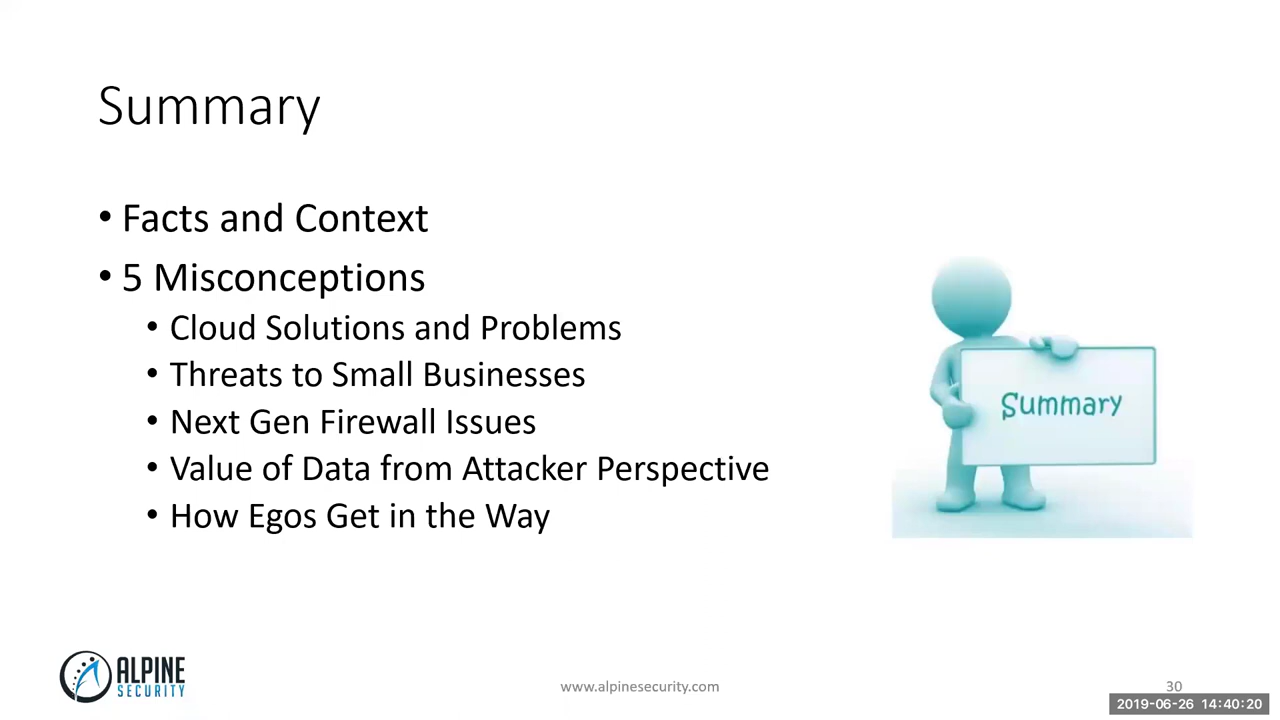 Summary
• Facts and Context
• 5 Misconceptions
• Cloud Solutions and Problems
• Threats to Small Businesses
• Next Gen Firewall Issues
• Value of Data from Attacker Perspective
• How Egos Get in the Way
Summary
ALPINE
SECURITY
www.alpinesecurity.com
30
2019-06-26 14:40:20